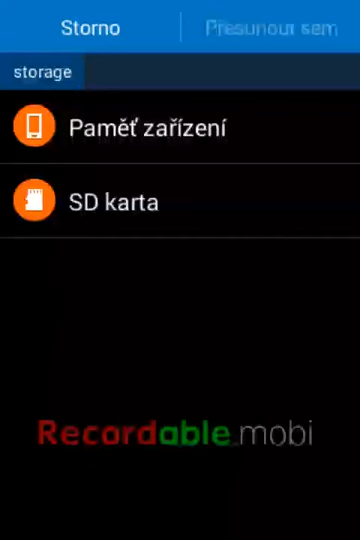 Storno
Přesunout sem
storage
Paměť zařízení
SD karta
Recordable.mobi